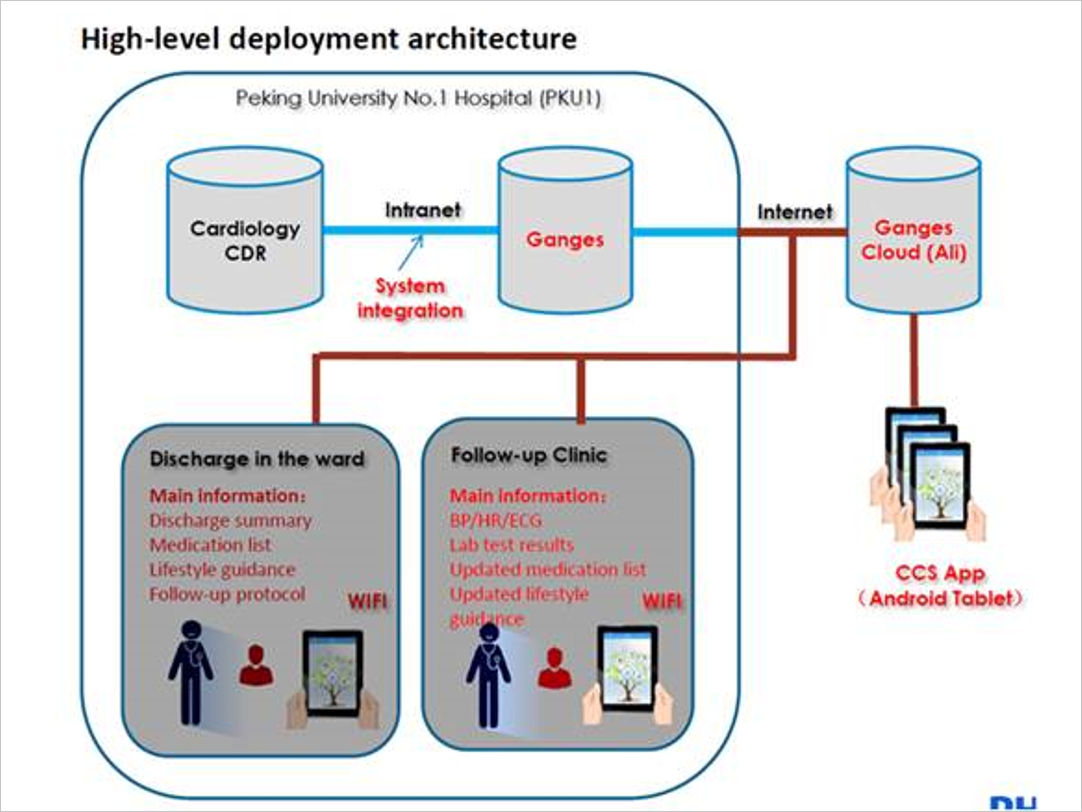 High-level deployment architecture
Peking University No.1 Hospital (PKU1)
Cardiology
CDR
Intranet
System
integration
Ganges
Internet
Ganges
Cloud (Ali)
Discharge in the ward
Main information：
Discharge summary
Medication list
Lifestyle guidance
Follow-up protocol
WIFI
Follow-up Clinic
Main information：
BP/HR/ECG
Lab test results
Updated medication list
Updated lifestyle
guidance
WIFI
CCS App
（Android Tablet）